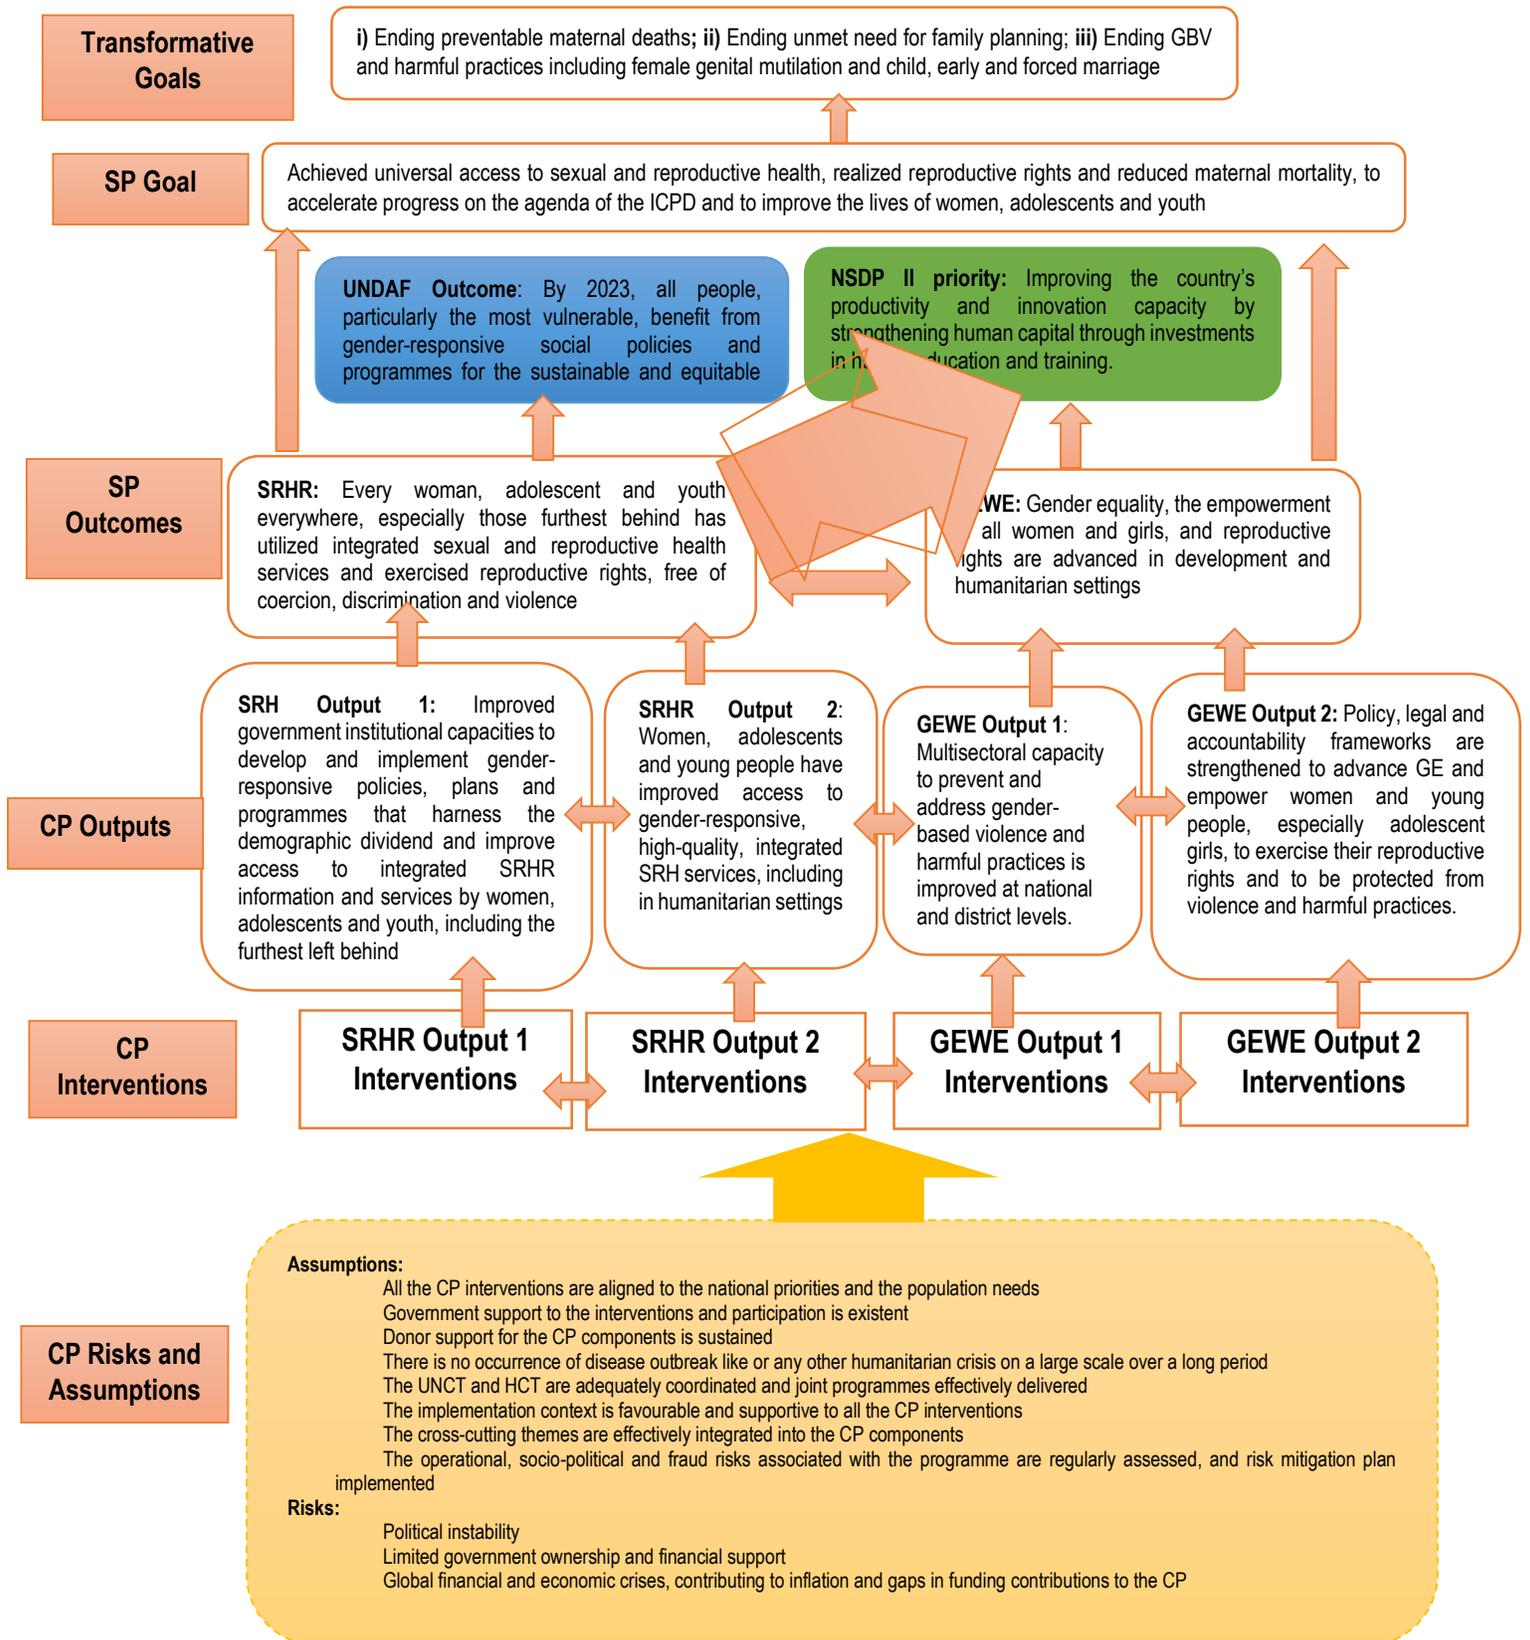 Transformative
Goals
i) Ending preventable maternal deaths; ii) Ending unmet need for family planning; iii) Ending GBV
and harmful practices including female genital mutilation and child, early and forced marriage
SP Goal
Achieved universal access to sexual and reproductive health, realized reproductive rights and reduced maternal mortality, to
accelerate progress on the agenda of the ICPD and to improve the lives of women, adolescents and youth
UNDAF Outcome: By 2023, all people,
particularly the most vulnerable, benefit from
gender-responsive social policies and
programmes for the sustainable and equitable
NSDP II priority: Improving the country's
productivity and innovation capacity by
strengthening human capital through investments
in education and training.
SP
Outcomes
SRHR: Every woman, adolescent and youth
everywhere, especially those furthest behind has
utilized integrated sexual and reproductive health
services and exercised reproductive rights, free of
coercion, discrimination and violence
Gender equality, the empowerment
all women and girls, and reproductive
rights are advanced in development and
humanitarian settings
CP Outputs
SRH Output 1: Improved
government institutional capacities to
develop and implement gender-
responsive policies, plans and
programmes that harness the
demographic dividend and improve
access to integrated SRHR
information and services by women,
adolescents and youth, including the
furthest left behind
SRHR Output 2:
Women, adolescents
and young people have
improved access to
gender-responsive,
high-quality, integrated
SRH services, including
in humanitarian settings
GEWE Output 1:
Multisectoral capacity
to prevent and
address gender-
based violence and
harmful practices is
improved at national
and district levels.
GEWE Output 2: Policy, legal and
accountability frameworks are
strengthened to advance GE and
empower women and young
people, especially adolescent
girls, to exercise their reproductive
rights and to be protected from
violence and harmful practices.
CP
Interventions
SRHR Output 1
Interventions
SRHR Output 2
Interventions
GEWE Output 1
Interventions
GEWE Output 2
Interventions
CP Risks and
Assumptions
Assumptions:
All the CP interventions are aligned to the national priorities and the population needs
Government support to the interventions and participation is existent
Donor support for the CP components is sustained
There is no occurrence of disease outbreak like or any other humanitarian crisis on a large scale over a long period
The UNCT and HCT are adequately coordinated and joint programmes effectively delivered
The implementation context is favourable and supportive to all the CP interventions
The cross-cutting themes are effectively integrated into the CP components
The operational, socio-political and fraud risks associated with the programme are regularly assessed, and risk mitigation plan
implemented
Risks:
Political instability
Limited government ownership and financial support
Global financial and economic crises, contributing to inflation and gaps in funding contributions to the CP